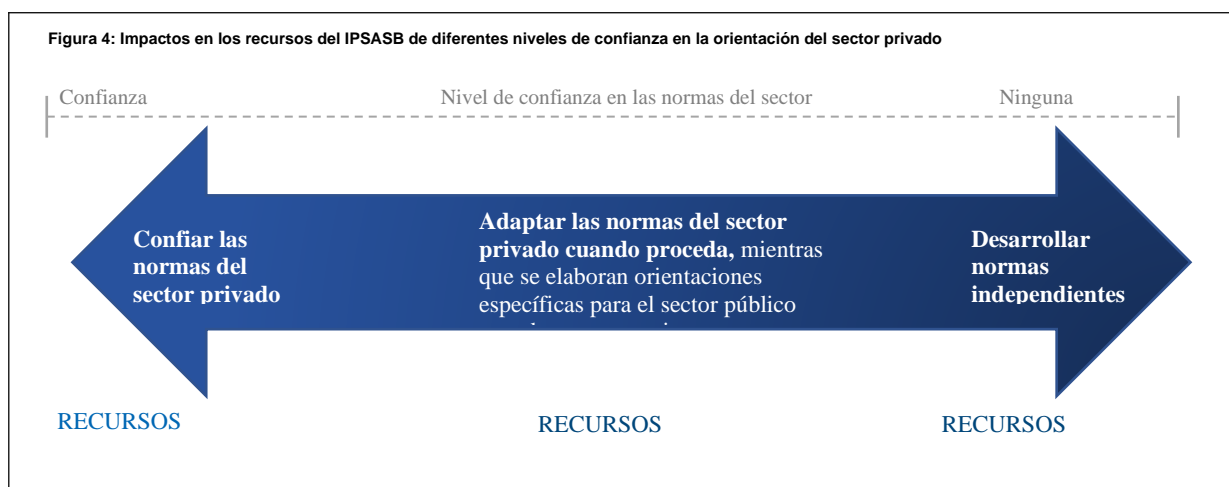 Figura 4: Impactos en los recursos del IPSASB de diferentes niveles de confianza en la orientación del sector privado
Confianza
Nivel de confianza en las normas del sector
Ninguna
Confiar las
normas del
sector privado
Adaptar las normas del sector
privado cuando proceda, mientras
que se elaboran orientaciones
específicas para el sector público
Desarrollar
normas
independientes
RECURSOS
RECURSOS
RECURSOS